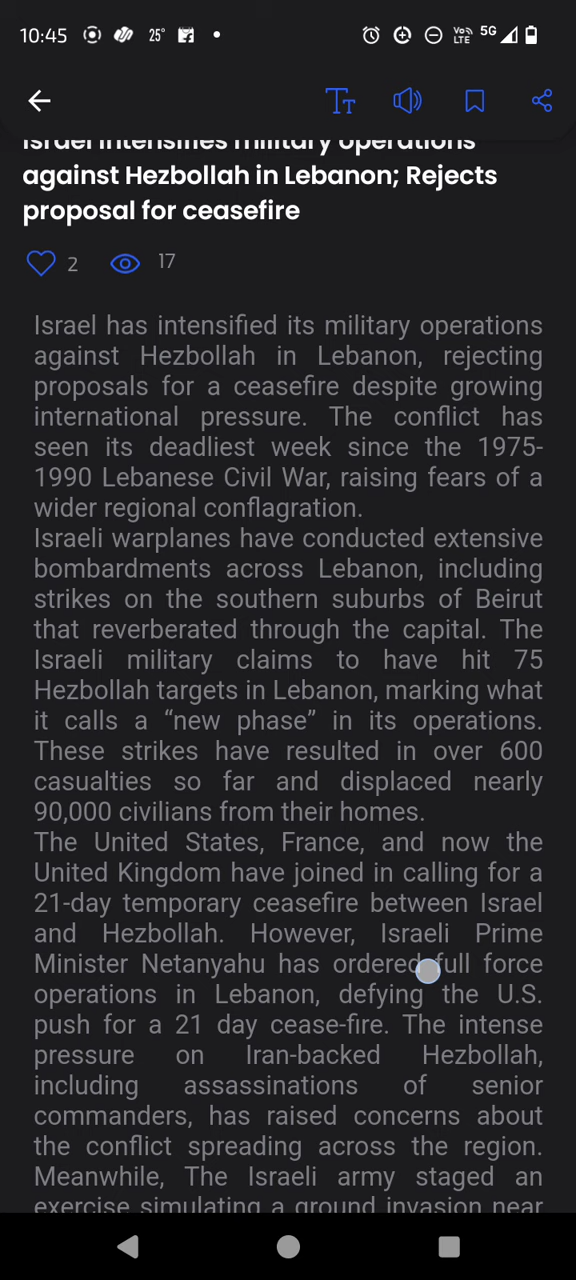 10:45
25°
Vo
LTE
5G
Tт
Israel intensifies military operations
against Hezbollah in Lebanon; Rejects
proposal for ceasefire
2
17
Israel has intensified its military operations
against Hezbollah in Lebanon, rejecting
proposals for a ceasefire despite growing
international pressure. The conflict has
seen its deadliest week since the 1975-
1990 Lebanese Civil War, raising fears of a
wider regional conflagration.
Israeli warplanes have conducted extensive
bombardments across Lebanon, including
strikes on the southern suburbs of Beirut
that reverberated through the capital. The
Israeli military claims to have hit 75
Hezbollah targets in Lebanon, marking what
it calls a “new phase” in its operations.
These strikes have resulted in over 600
casualties so far and displaced nearly
90,000 civilians from their homes.
The United States, France, and now the
United Kingdom have joined in calling for a
21-day temporary ceasefire between Israel
and Hezbollah. However, Israeli Prime
Minister Netanyahu has ordered full force
operations in Lebanon, defying the U.S.
push for a 21 day cease-fire. The intense
pressure on Iran-backed Hezbollah,
including assassinations of senior
commanders, has raised concerns about
the conflict spreading across the region.
Meanwhile, The Israeli army staged an
exercise simulating a ground invasion near